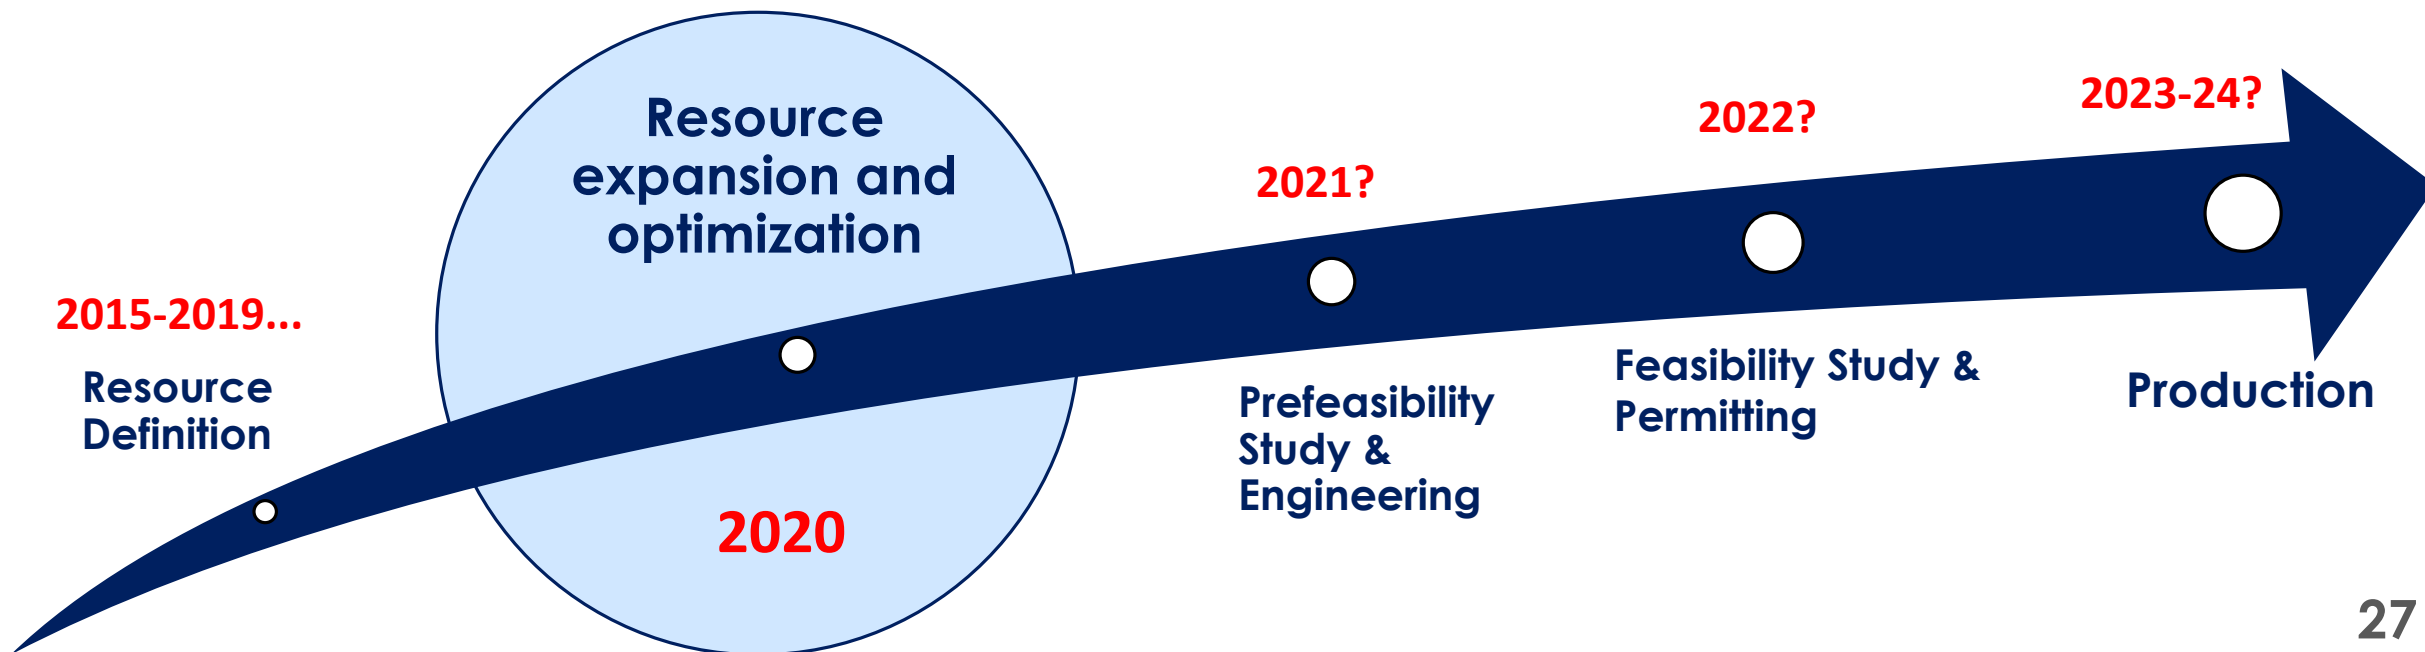 2015-2019...
Resource
Definition
Resource
expansion and
optimization
2020
2021?
Prefeasibility
Study &
Engineering
2022?
Feasibility Study &
Permitting
2023-24?
Production
27